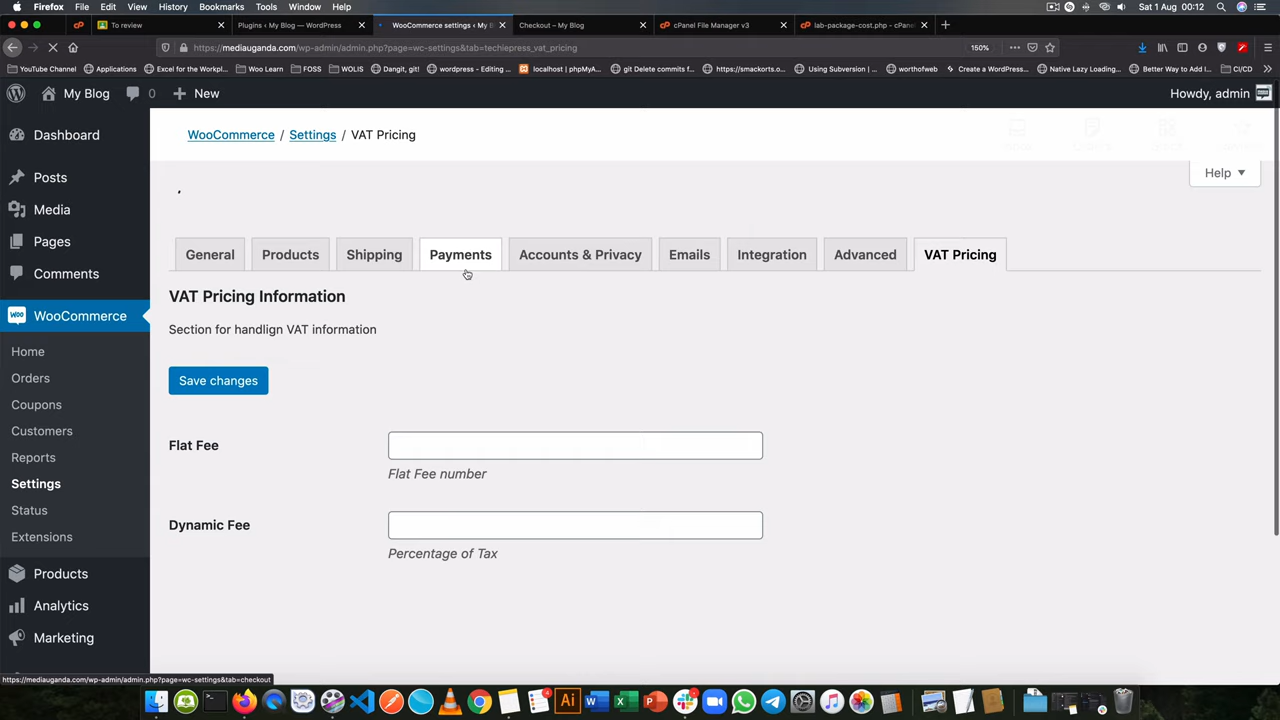 Firefox File Edit View History Bookmarks Tools Window Help Sat 1 Aug 00:12
To review Plugins ‹ My Blog — WordPress WooCommerce settings ‹ My B Checkout – My Blog cPanel File Manager v3 lab-package-cost.php - cPane
https://mediauganda.com/wp-admin/admin.php?page=wc-settings&tab=techiepress_vat_pricing 150%
YouTube Channel Applications Excel for the Workpl... Woo Learn FOSS WOLIS Dangit, git! wordpress - Editing ... localhost | phpMyA... git Delete commits f... https://smackorts.co... Using Subversion | ... worthofweb Create a WordPress... Native Lazy Loading... Better Way to Add I... CI/CD
My Blog 0 New Howdy, admin
WooCommerce / Settings / VAT Pricing
Help
General Products Shipping Payments Accounts & Privacy Emails Integration Advanced VAT Pricing
VAT Pricing Information
Section for handlign VAT information
Save changes
Flat Fee
Flat Fee number
Dynamic Fee
Percentage of Tax
Dashboard
Posts
Media
Pages
Comments
WooCommerce
Home
Orders
Coupons
Customers
Reports
Settings
Status
Extensions
Products
Analytics
Marketing
https://mediauganda.com/wp-admin/admin.php?page=wc-settings&tab=checkout